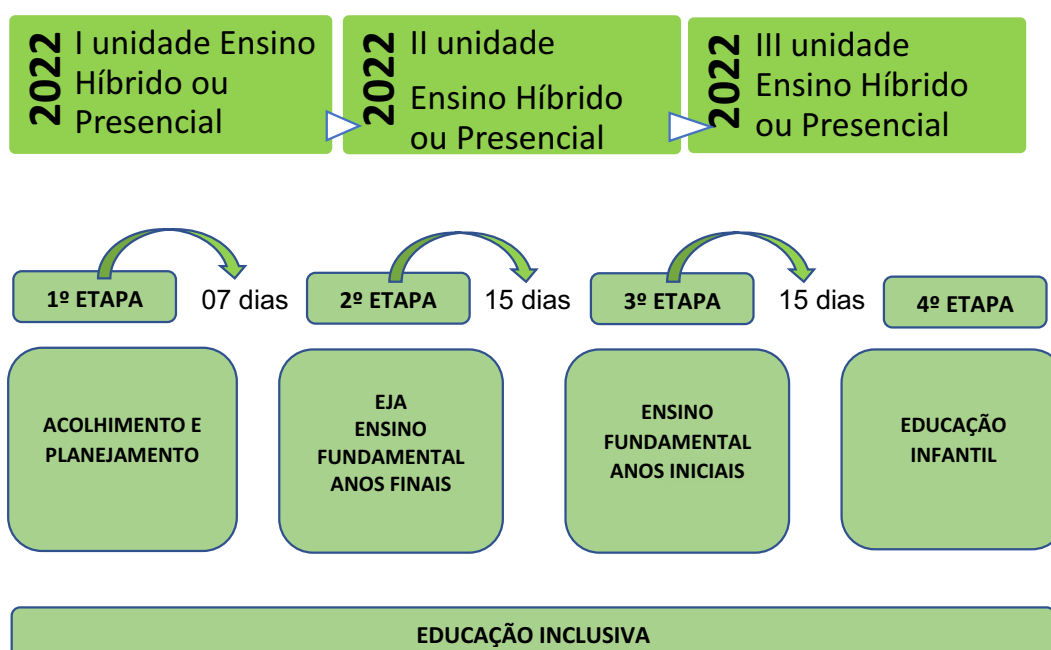 2022
I unidade Ensino
Híbrido ou
Presencial
2022
II unidade
Ensino Híbrido
ou Presencial
2022
III unidade
Ensino Híbrido
ou Presencial
1º ETAPA
07 dias
2º ETAPA
15 dias
3º ETAPA
15 dias
4º ETAPA
ACOLHIMENTO E
PLANEJAMENTO
EJA
ENSINO
FUNDAMENTAL
ANOS FINAIS
ENSINO
FUNDAMENTAL
ANOS INICIAIS
EDUCAÇÃO
INFANTIL
EDUCAÇÃO INCLUSIVA